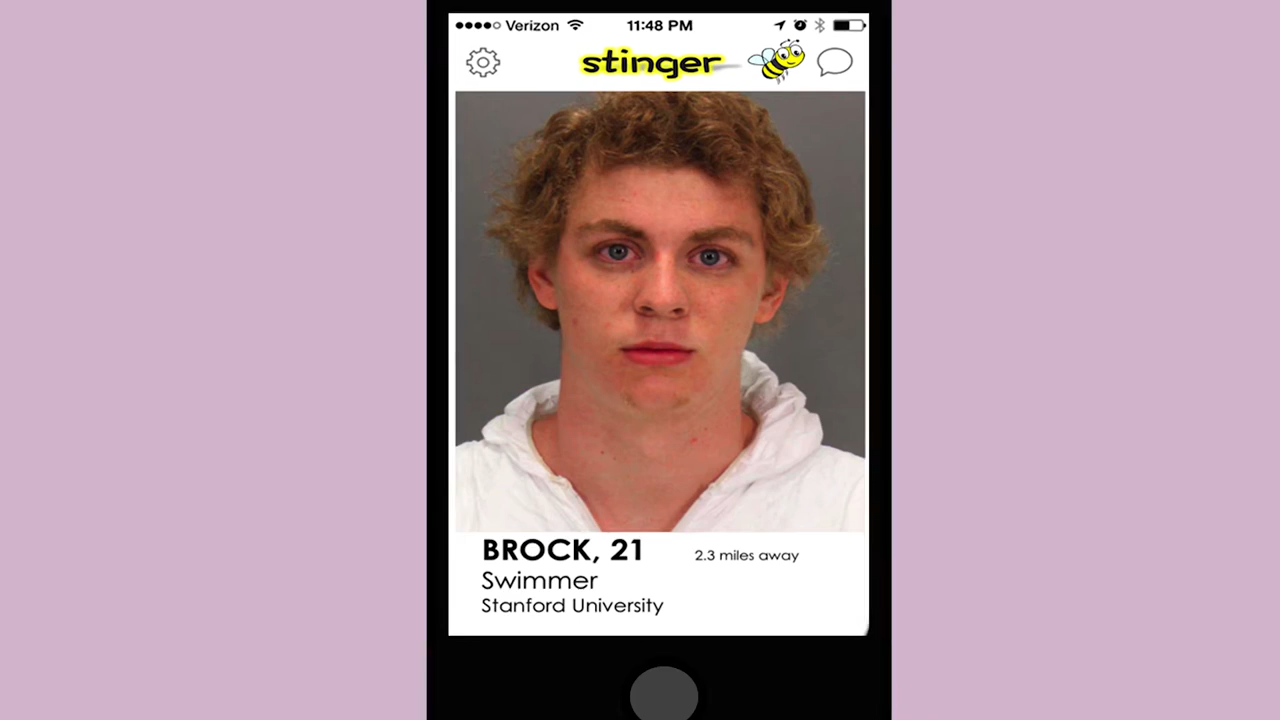 Verizon 11:48 PM
stinger
BROCK, 21 2.3 miles away
Swimmer
Stanford University